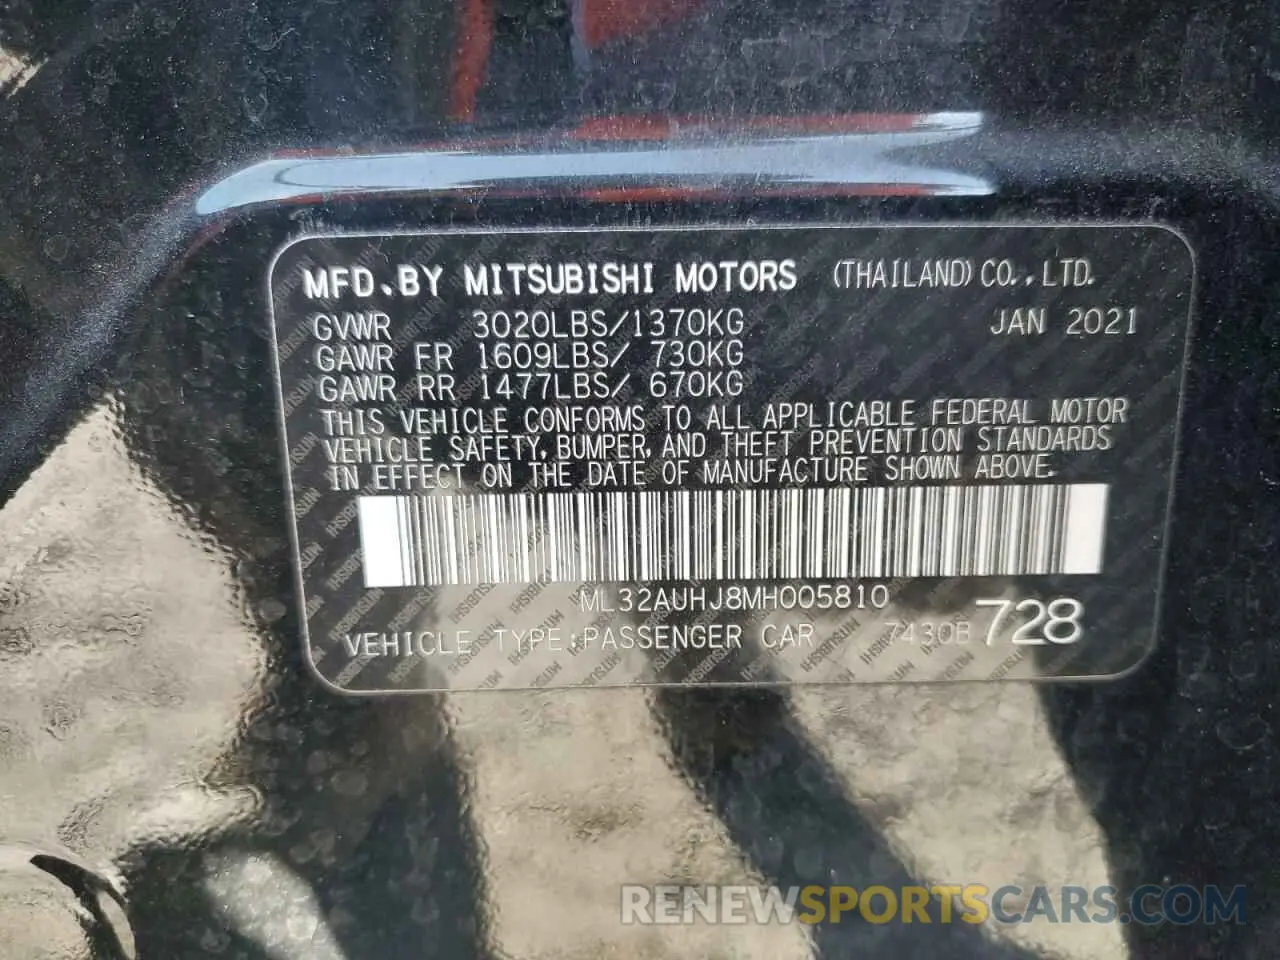 MFD.BY MITSUBISHI MOTORS (THAILAND) CO., LTD.
GVWR 3020LBS/1370KG JAN 2021
GAWR FR 1609LBS/ 730KG
GAWR RR 1477LBS/ 670KG
THIS VEHICLE CONFORMS TO ALL APPLICABLE FEDERAL MOTOR
VEHICLE SAFETY, BUMPER, AND THEFT PREVENTION STANDARDS
IN EFFECT ON THE DATE OF MANUFACTURE SHOWN ABOVE.
ML32AUHJ8MH005810
VEHICLE TYPE:PASSENGER CAR 7430B 728
RENEWSPORTSCARS.COM